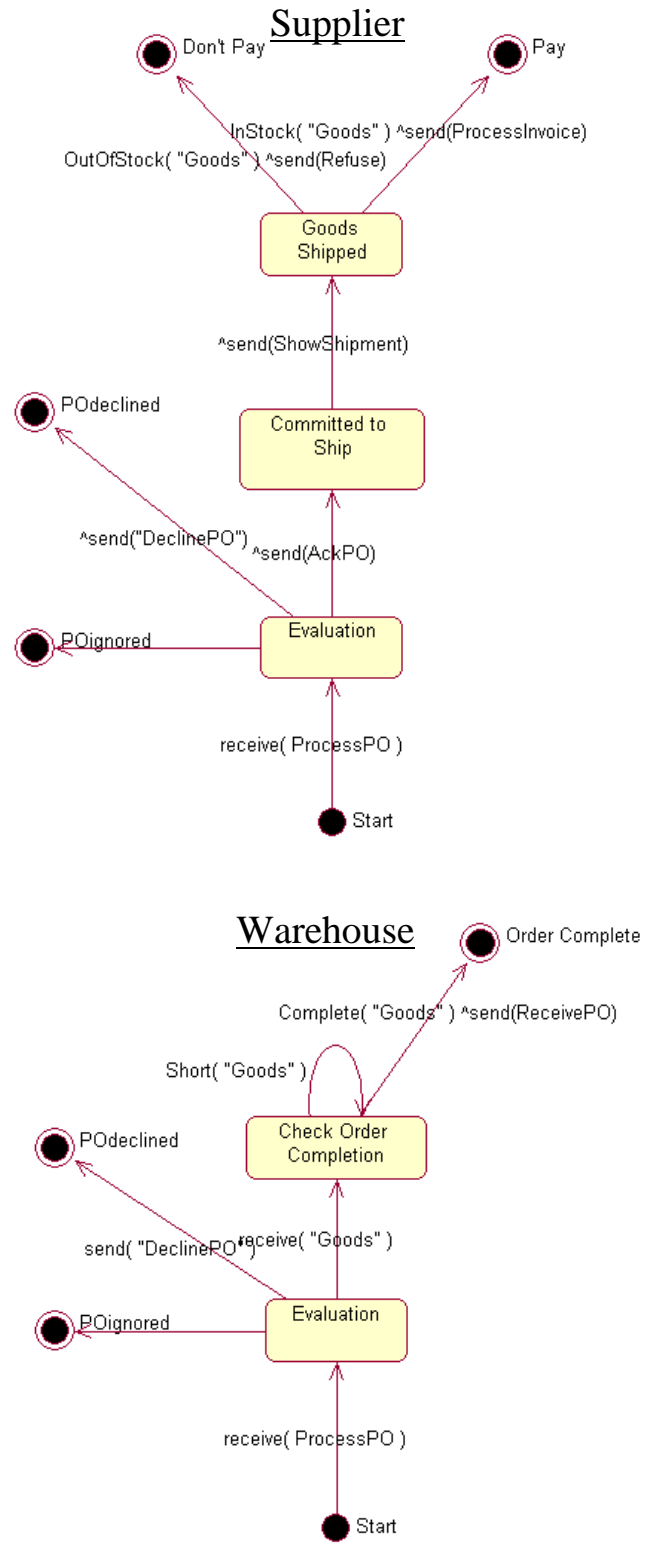 Supplier
Don't Pay
Pay
InStock( "Goods" ) ^send(ProcessInvoice)
OutOfStock( "Goods" ) ^send(Refuse)
Goods
Shipped
^send(ShowShipment)
POdeclined
Committed to
Ship
^send("DeclinePO")
^send(AckPO)
POignored
Evaluation
receive( ProcessPO )
Start
Warehouse
Order Complete
Complete( "Goods" ) ^send(ReceivePO)
Short( "Goods" )
POdeclined
Check Order
Completion
send( "DeclinePO" )
receive( "Goods" )
POignored
Evaluation
receive( ProcessPO )
Start